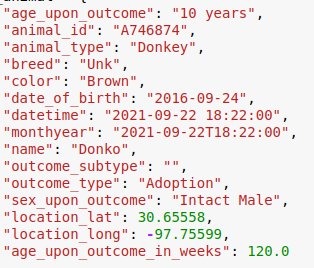 "age_upon_outcome": "10 years",
"animal_id": "A746874",
"animal_type": "Donkey",
"breed": "Unk",
"color": "Brown",
"date_of_birth": "2016-09-24",
"datetime": "2021-09-22 18:22:00",
"monthyear": "2021-09-22T18:22:00",
"name": "Donko",
"outcome_subtype": "",
"outcome_type": "Adoption",
"sex_upon_outcome": "Intact Male",
"location_lat": 30.65558,
"location_long": -97.75599,
"age_upon_outcome_in_weeks": 120.0